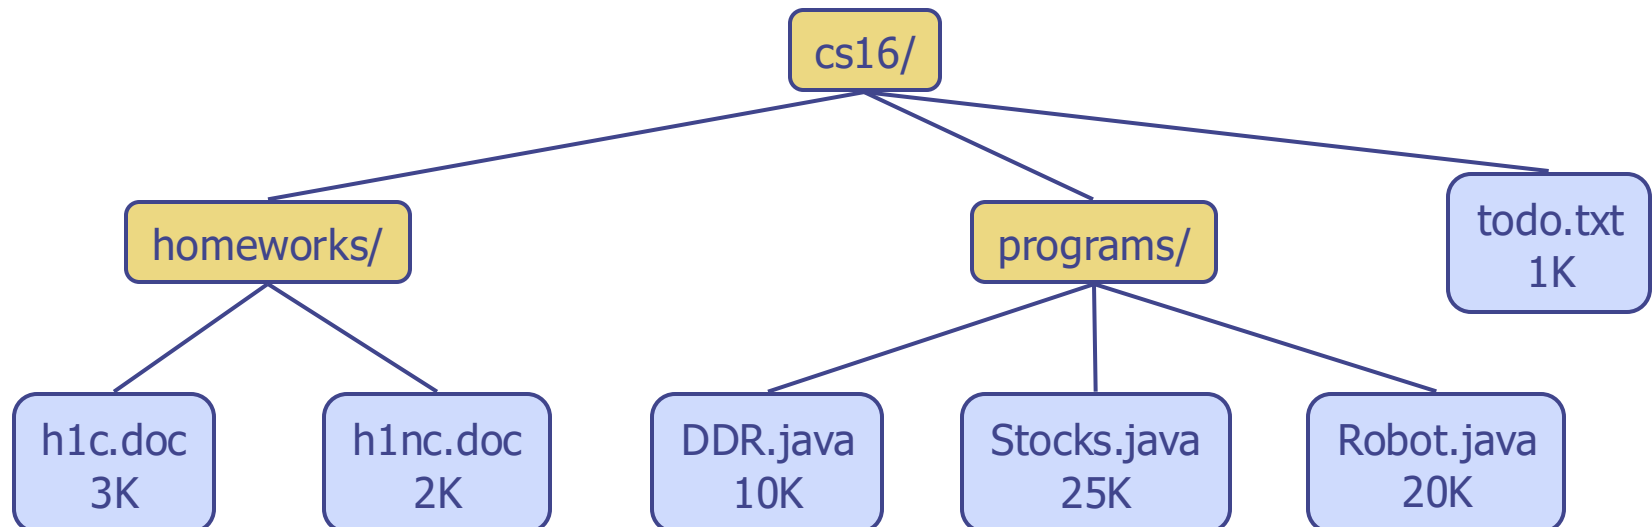 cs16/
homeworks/
programs/
todo.txt
1K
h1c.doc
3K
h1nc.doc
2K
DDR.java
10K
Stocks.java
25K
Robot.java
20K